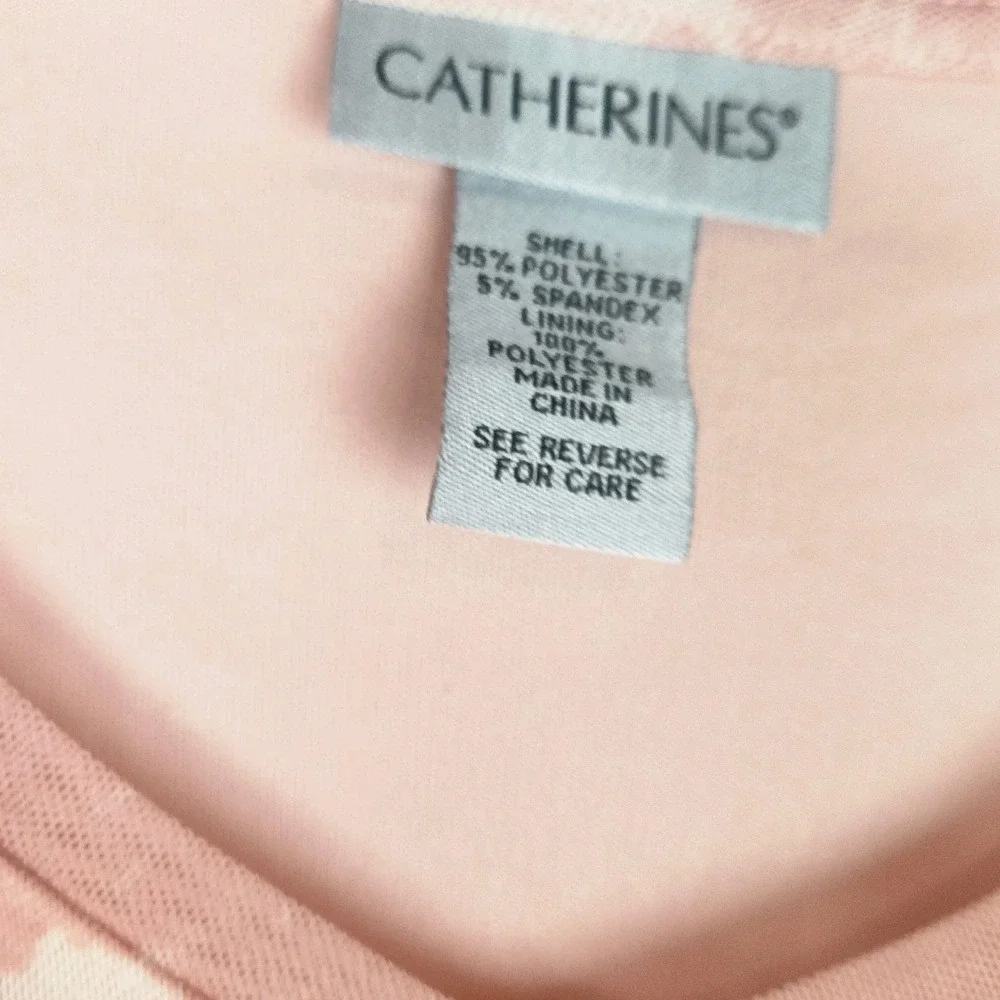 CATHERINES®
SHELL:
95% POLYESTER
5% SPANDEX
LINING:
100%
POLYESTER
MADE IN
CHINA
SEE REVERSE
FOR CARE